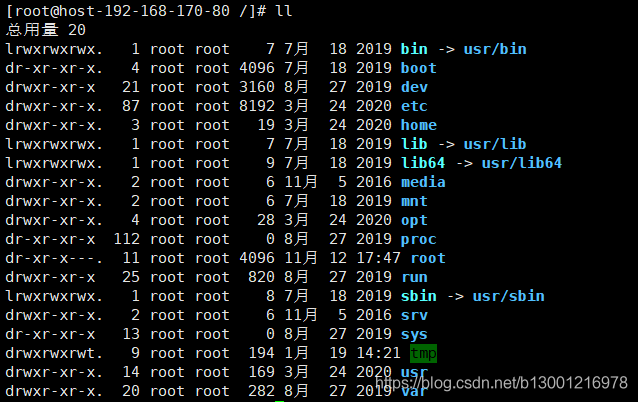 [root@host-192-168-170-80 /]# ll
总用量 20
lrwxrwxrwx.   1 root root    7 7月  18 2019 bin -> usr/bin
dr-xr-xr-x.   4 root root 4096 7月  18 2019 boot
drwxr-xr-x   21 root root 3160 8月  27 2019 dev
drwxr-xr-x.  87 root root 8192 3月  24 2020 etc
drwxr-xr-x.   3 root root   19 3月  24 2020 home
lrwxrwxrwx.   1 root root    7 7月  18 2019 lib -> usr/lib
lrwxrwxrwx.   1 root root    9 7月  18 2019 lib64 -> usr/lib64
drwxr-xr-x.   2 root root    6 11月  5 2016 media
drwxr-xr-x.   2 root root    6 7月  18 2019 mnt
drwxr-xr-x.   4 root root   28 3月  24 2020 opt
dr-xr-xr-x  112 root root    0 8月  27 2019 proc
dr-xr-x---.  11 root root 4096 11月 12 17:47 root
drwxr-xr-x   25 root root  820 8月  27 2019 run
lrwxrwxrwx.   1 root root    8 7月  18 2019 sbin -> usr/sbin
drwxr-xr-x.   2 root root    6 11月  5 2016 srv
dr-xr-xr-x   13 root root    0 8月  27 2019 sys
drwxrwxrwt.   9 root root  194 1月  19 14:21 tmp
drwxr-xr-x.  14 root root  169 3月  24 2020 usr
drwxr-xr-x.  20 root root  282 8月  27 2019 var
https://blog.csdn.net/b13001216978